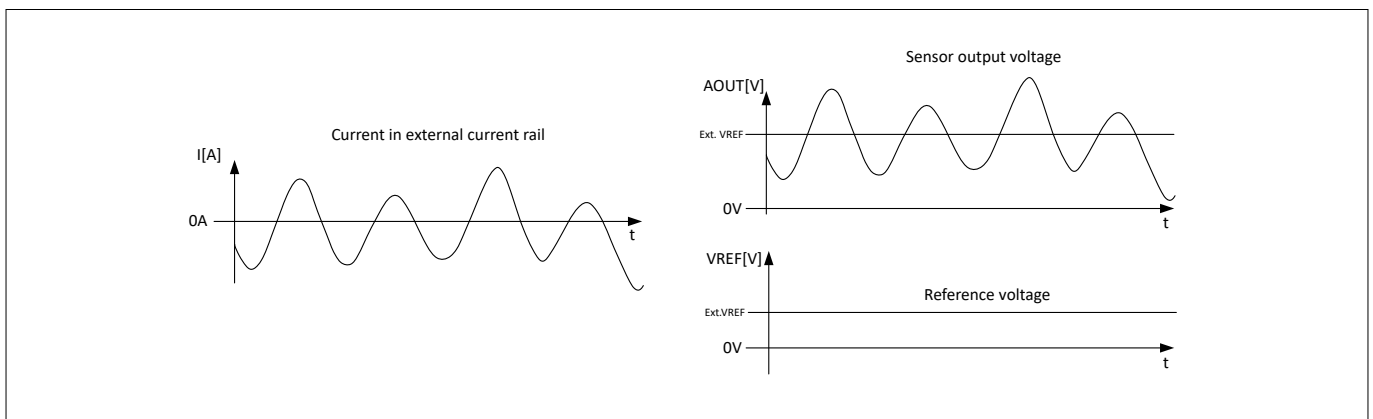 Current in external current rail
I[A]
0A
t
Sensor output voltage
AOUT[V]
Ext. VREF
0V
t
VREF[V]
Reference voltage
Ext.VREF
0V
t